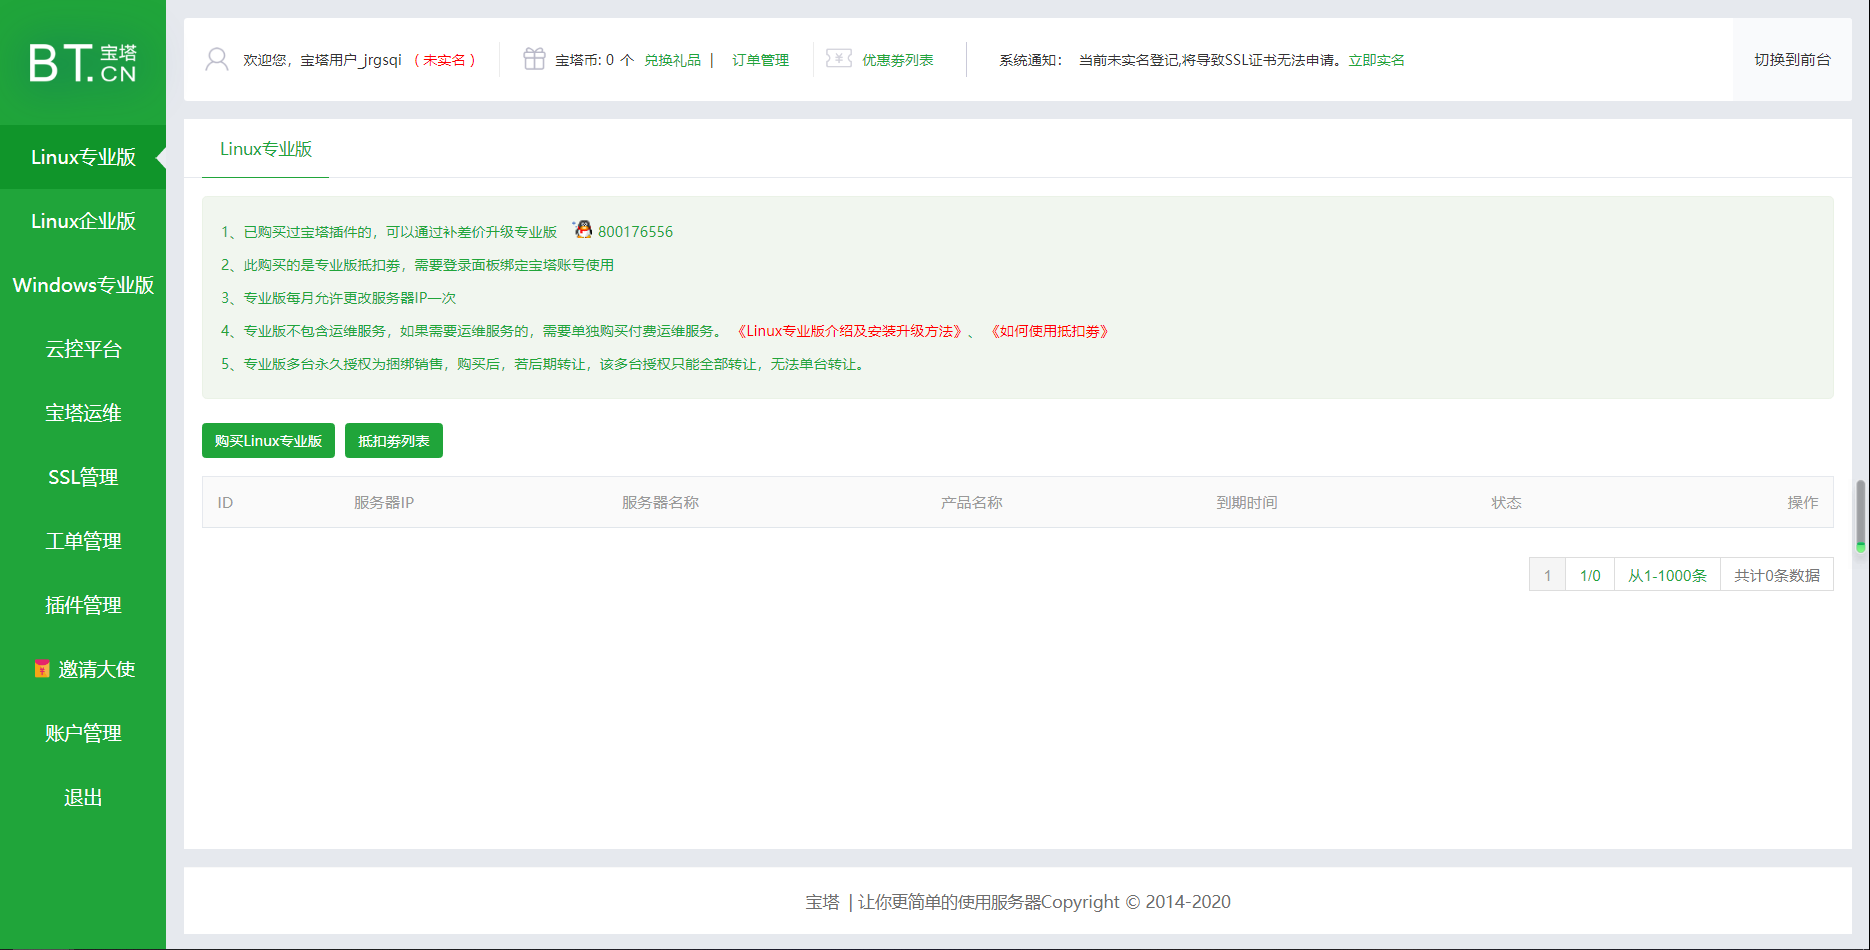 BT.宝塔.CN
Linux专业版
Linux企业版
Windows专业版
云控平台
宝塔运维
SSL管理
工单管理
插件管理
邀请大使
账户管理
退出
欢迎您，宝塔用户_jrgsqi （ 未实名 ）
宝塔币: 0 个 兑换礼品 | 订单管理
优惠劵列表
系统通知： 当前未实名登记,将导致SSL证书无法申请。立即实名
切换到前台
Linux专业版
1、已购买过宝塔插件的，可以通过补差价升级专业版 800176556
2、此购买的是专业版抵扣劵，需要登录面板绑定宝塔账号使用
3、专业版每月允许更改服务器IP一次
4、专业版不包含运维服务，如果需要运维服务的，需要单独购买付费运维服务。 《Linux专业版介绍及安装升级方法》、 《如何使用抵扣劵》
5、专业版多台永久授权为捆绑销售，购买后，若后期转让，该多台授权只能全部转让，无法单台转让。
购买Linux专业版 抵扣劵列表
ID 服务器IP 服务器名称 产品名称 到期时间 状态 操作
1 1/0 从1-1000条 共计0条数据
宝塔 | 让你更简单的使用服务器Copyright © 2014-2020